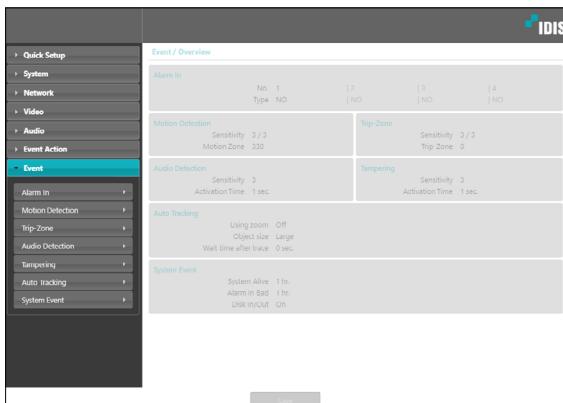 IDIS
Quick Setup
System
Network
Video
Audio
Event Action
Event
Alarm In
Motion Detection
Trip-Zone
Audio Detection
Tampering
Auto Tracking
System Event
Event / Overview
Alarm In
No. 1 | 2 | 3 | 4
Type NO | NO | NO | NO
Motion Detection
Sensitivity 3 / 3
Motion Zone 330
Trip-Zone
Sensitivity 3 / 3
Trip Zone 0
Audio Detection
Sensitivity 3
Activation Time 1 sec.
Tampering
Sensitivity 3
Activation Time 1 sec.
Auto Tracking
Using zoom Off
Object size Large
Wait time after trace 0 sec.
System Event
System Alive 1 hr.
Alarm In Bad 1 hr.
Disk In/Out On
Save